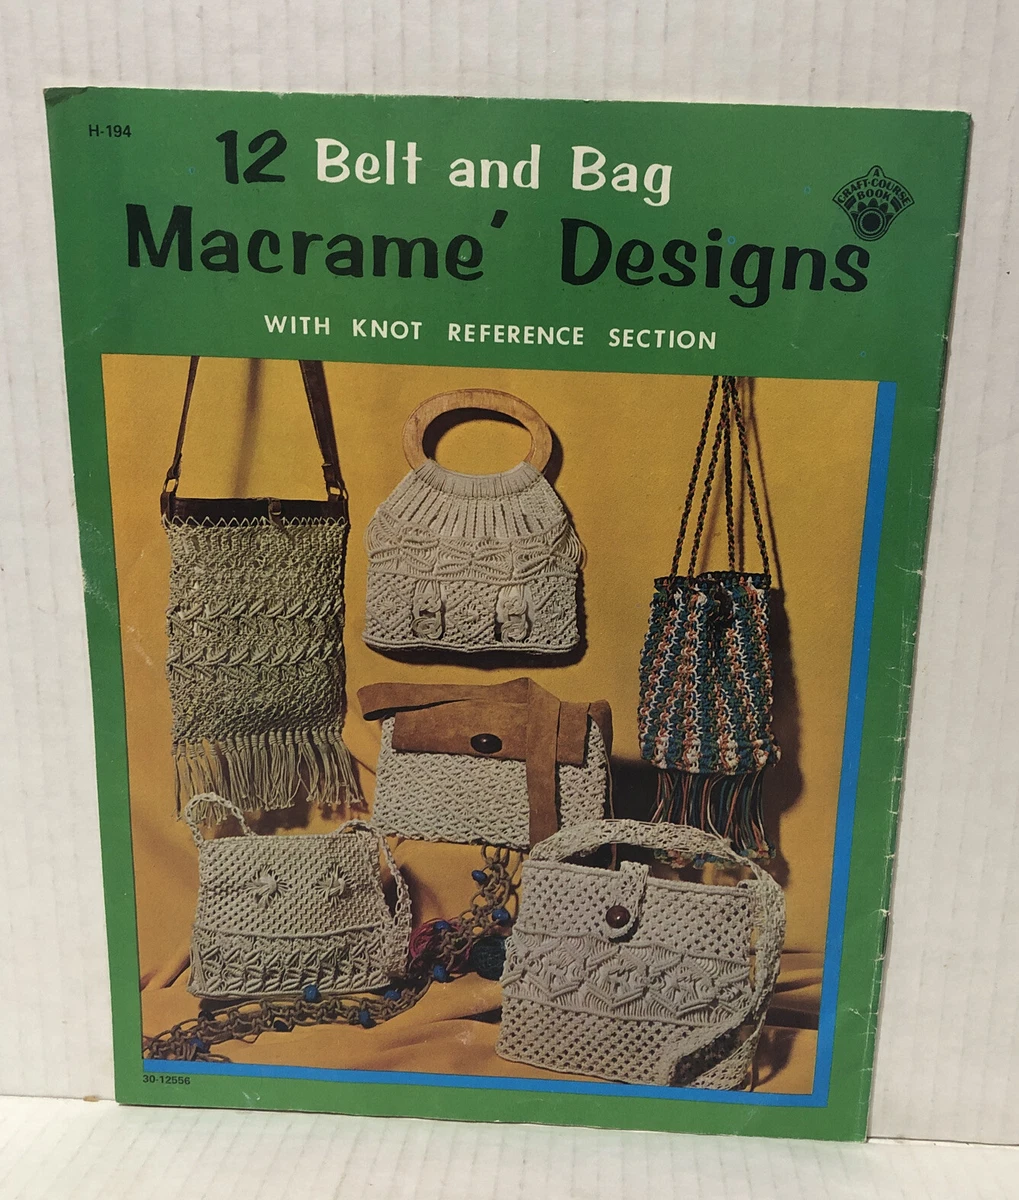 H-194
12 Belt and Bag
Macrame' Designs
A
CRAFT-COURSE
BOOK
WITH KNOT REFERENCE SECTION
30-12556